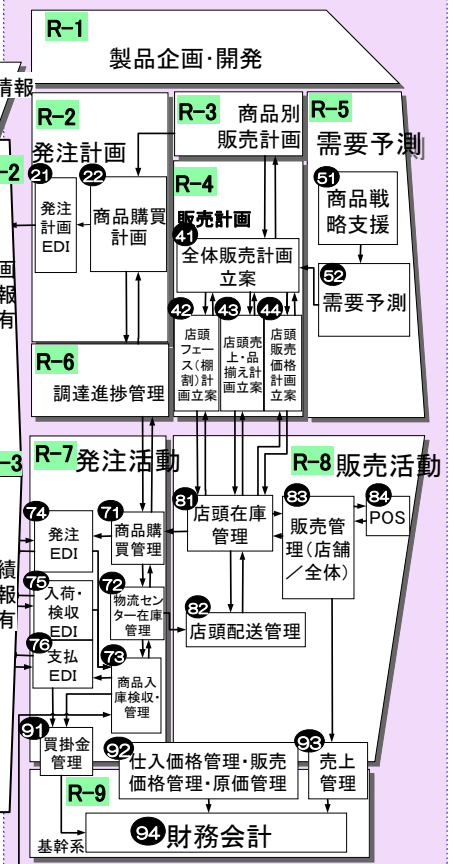 R-1
製品企画・開発
情報
R-2
発注計画
21
発注
計画
EDI
22
商品購買
計画
R-3
商品別
販売計画
R-4
販売計画
41
全体販売計画
立案
42
店頭
フェー
ス(棚
割)計
画立案
43
店頭売
上・品
揃え計
画立案
44
店頭
販売
価格
計画
立案
R-5
需要予測
51
商品戦
略支援
52
需要予測
-2
画
報
有
R-6
調達進捗管理
-3
績
報
有
R-7
発注活動
74
発注
EDI
75
入荷・
検収
EDI
76
支払
EDI
71
商品購
買管理
72
物流セン
ター在庫
管理
73
商品入
庫検収・
管理
R-8
販売活動
81
店頭在庫
管理
82
店頭配送管理
83
販売管
理(店舗
/全体)
84
POS
91
買掛金
管理
92
仕入価格管理・販売
価格管理・原価管理
93
売上
管理
R-9
基幹系
94
財務会計